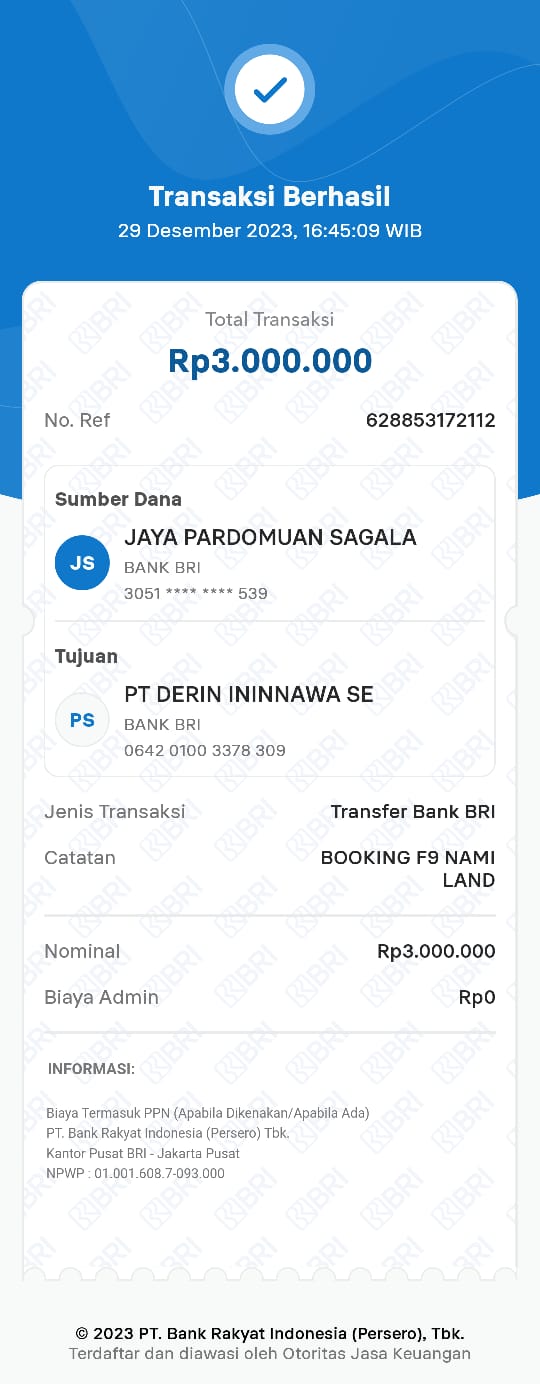 Transaksi Berhasil
29 Desember 2023, 16:45:09 WIB
Total Transaksi
Rp3.000.000
No. Ref 628853172112
Sumber Dana
JS
JAYA PARDOMUAN SAGALA
BANK BRI
3051 **** **** 539
Tujuan
PS
PT DERIN ININNAWA SE
BANK BRI
0642 0100 3378 309
Jenis Transaksi Transfer Bank BRI
Catatan BOOKING F9 NAMI
LAND
Nominal Rp3.000.000
Biaya Admin Rp0
INFORMASI:
Biaya Termasuk PPN (Apabila Dikenakan/Apabila Ada)
PT. Bank Rakyat Indonesia (Persero) Tbk.
Kantor Pusat BRI - Jakarta Pusat
NPWP : 01.001.608.7-093.000
© 2023 PT. Bank Rakyat Indonesia (Persero), Tbk.
Terdaftar dan diawasi oleh Otoritas Jasa Keuangan